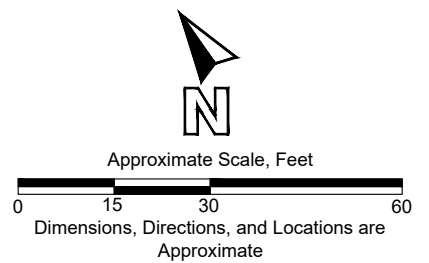 N
Approximate Scale, Feet
0 15 30 60
Dimensions, Directions, and Locations are
Approximate